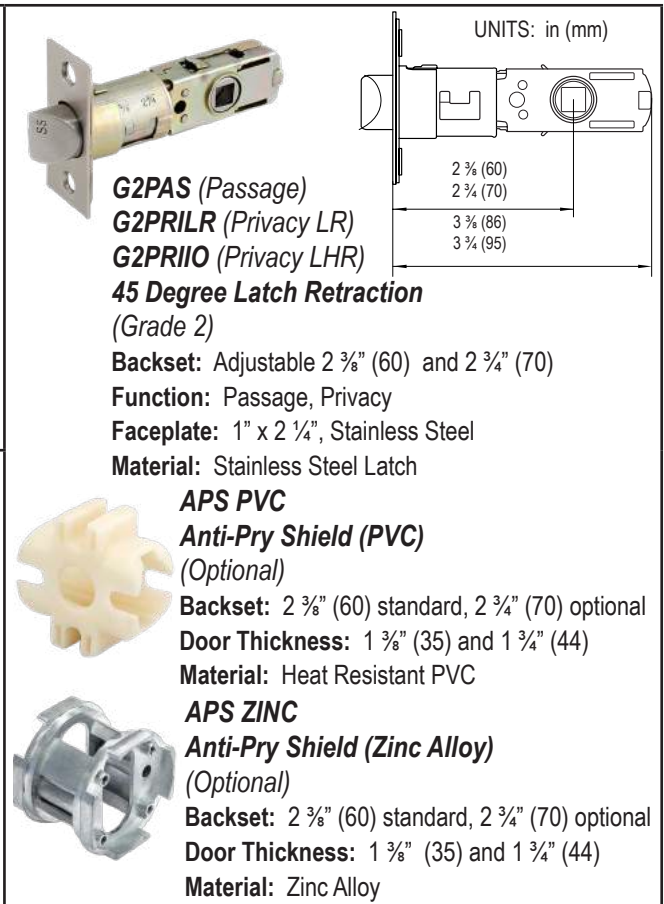 UNITS: in (mm)
2 ⅜ (60)
2 ¾ (70)
3 ⅜ (86)
3 ¾ (95)
G2PAS (Passage)
G2PRILR (Privacy LR)
G2PRIIO (Privacy LHR)
45 Degree Latch Retraction
(Grade 2)
Backset: Adjustable 2 ⅜” (60) and 2 ¾” (70)
Function: Passage, Privacy
Faceplate: 1” x 2 ¼”, Stainless Steel
Material: Stainless Steel Latch
APS PVC
Anti-Pry Shield (PVC)
(Optional)
Backset: 2 ⅜” (60) standard, 2 ¾” (70) optional
Door Thickness: 1 ⅜” (35) and 1 ¾” (44)
Material: Heat Resistant PVC
APS ZINC
Anti-Pry Shield (Zinc Alloy)
(Optional)
Backset: 2 ⅜” (60) standard, 2 ¾” (70) optional
Door Thickness: 1 ⅜” (35) and 1 ¾” (44)
Material: Zinc Alloy